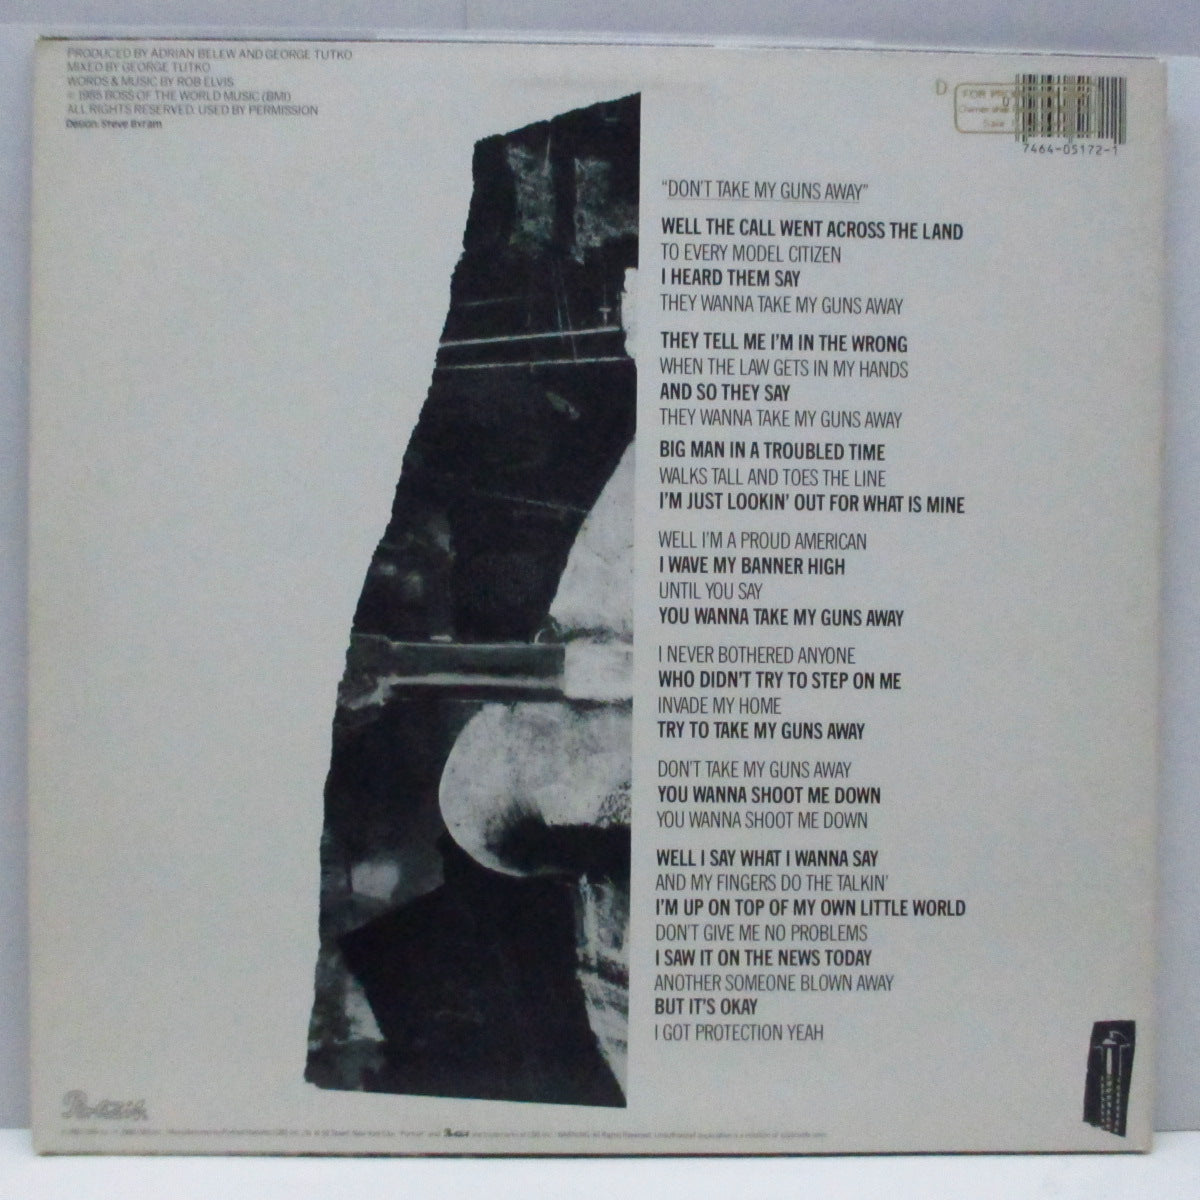 PRODUCED BY ADRIAN BELEW AND GEORGE TUTKO
MIXED BY GEORGE TUTKO
WORDS & MUSIC BY ROB ELVIS
© 1985 BOSS OF THE WORLD MUSIC (BMI)
ALL RIGHTS RESERVED. USED BY PERMISSION
Design: Steve Byram
D
FOR
Sale
7464-05172-1
“DON'T TAKE MY GUNS AWAY”
WELL THE CALL WENT ACROSS THE LAND
TO EVERY MODEL CITIZEN
I HEARD THEM SAY
THEY WANNA TAKE MY GUNS AWAY
THEY TELL ME I'M IN THE WRONG
WHEN THE LAW GETS IN MY HANDS
AND SO THEY SAY
THEY WANNA TAKE MY GUNS AWAY
BIG MAN IN A TROUBLED TIME
WALKS TALL AND TOES THE LINE
I'M JUST LOOKIN' OUT FOR WHAT IS MINE
WELL I'M A PROUD AMERICAN
I WAVE MY BANNER HIGH
UNTIL YOU SAY
YOU WANNA TAKE MY GUNS AWAY
I NEVER BOTHERED ANYONE
WHO DIDN'T TRY TO STEP ON ME
INVADE MY HOME
TRY TO TAKE MY GUNS AWAY
DON'T TAKE MY GUNS AWAY
YOU WANNA SHOOT ME DOWN
YOU WANNA SHOOT ME DOWN
WELL I SAY WHAT I WANNA SAY
AND MY FINGERS DO THE TALKIN'
I'M UP ON TOP OF MY OWN LITTLE WORLD
DON'T GIVE ME NO PROBLEMS
I SAW IT ON THE NEWS TODAY
ANOTHER SOMEONE BLOWN AWAY
BUT IT'S OKAY
I GOT PROTECTION YEAH
Portrait